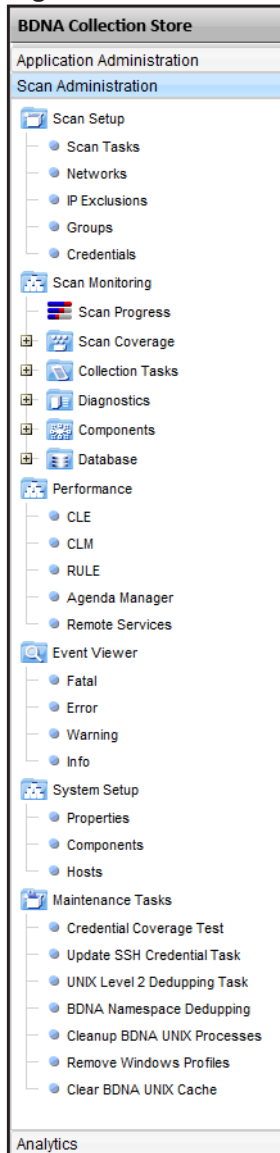 BDNA Collection Store
Application Administration
Scan Administration
Scan Setup
Scan Tasks
Networks
IP Exclusions
Groups
Credentials
Scan Monitoring
Scan Progress
Scan Coverage
Collection Tasks
Diagnostics
Components
Database
Performance
CLE
CLM
RULE
Agenda Manager
Remote Services
Event Viewer
Fatal
Error
Warning
Info
System Setup
Properties
Components
Hosts
Maintenance Tasks
Credential Coverage Test
Update SSH Credential Task
UNIX Level 2 Dedupping Task
BDNA Namespace Dedupping
Cleanup BDNA UNIX Processes
Remove Windows Profiles
Clear BDNA UNIX Cache
Analytics